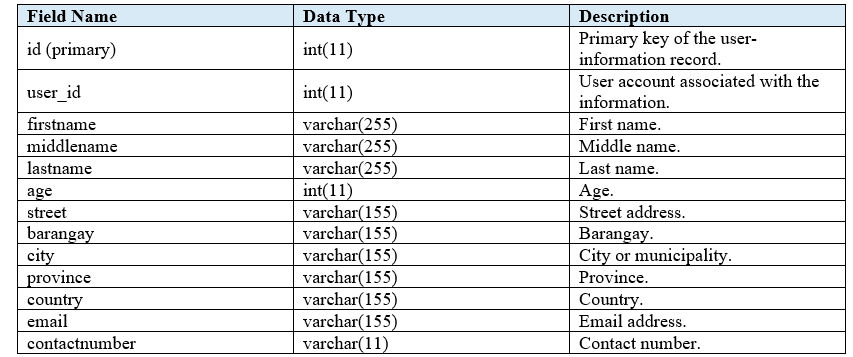 Field Name Data Type Description
id (primary) int(11) Primary key of the user-
information record.
user_id int(11) User account associated with the
information.
firstname varchar(255) First name.
middlename varchar(255) Middle name.
lastname varchar(255) Last name.
age int(11) Age.
street varchar(155) Street address.
barangay varchar(155) Barangay.
city varchar(155) City or municipality.
province varchar(155) Province.
country varchar(155) Country.
email varchar(155) Email address.
contactnumber varchar(11) Contact number.